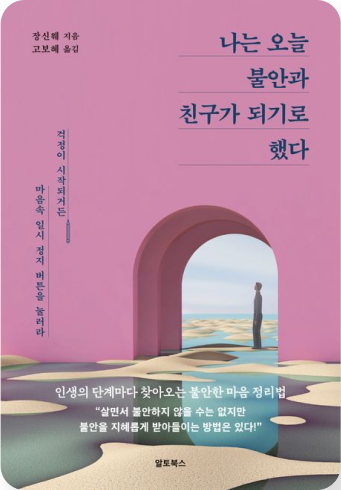 장신웨 지음
고보혜 옮김
나는 오늘
불안과
친구가 되기로
했다
걱정이 시작되거든
마음속 일시 정지 버튼을 눌러라
인생의 단계마다 찾아오는 불안한 마음 정리법
“살면서 불안하지 않을 수는 없지만
불안을 지혜롭게 받아들이는 방법은 있다!”
알토북스